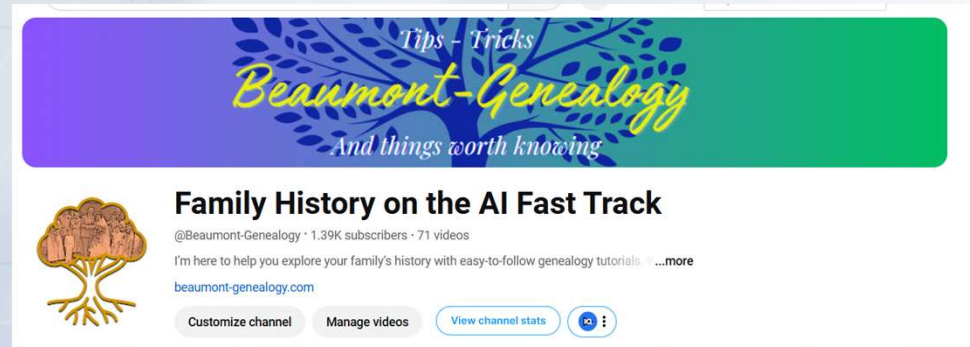 Tips - Tricks
Beaumont-Genealogy
And things worth knowing
Family History on the AI Fast Track
@Beaumont-Genealogy · 1.39K subscribers · 71 videos
I'm here to help you explore your family's history with easy-to-follow genealogy tutorials. ...more
beaumont-genealogy.com
Customize channel Manage videos View channel stats IQ